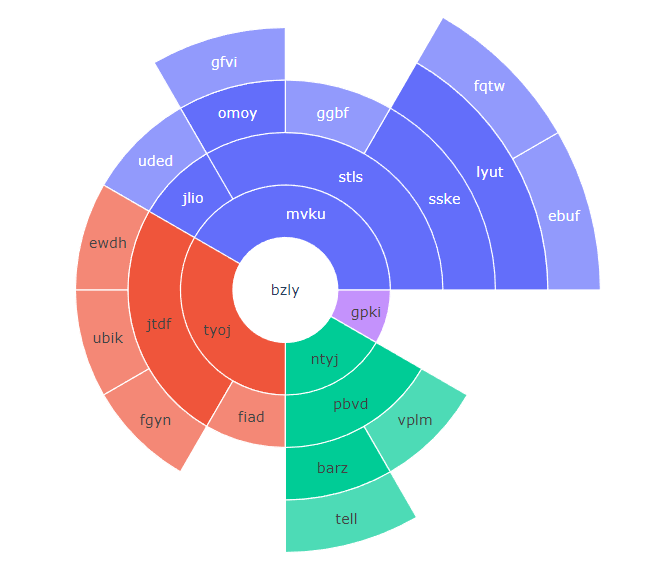 gfvi
fqtw
omoy
ggbf
uded
lyut
stls
jlio
sske
mvku
ebuf
ewdh
bzly
gpki
jtdf
tyoj
ubik
ntyj
pbvd
fiad
fgyn
vplm
barz
tell